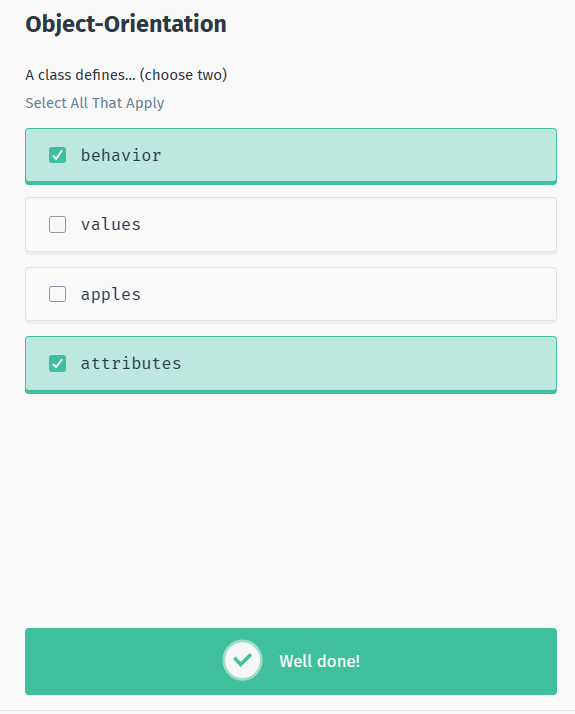 Object-Orientation
A class defines... (choose two)
Select All That Apply
behavior
values
apples
attributes
Well done!